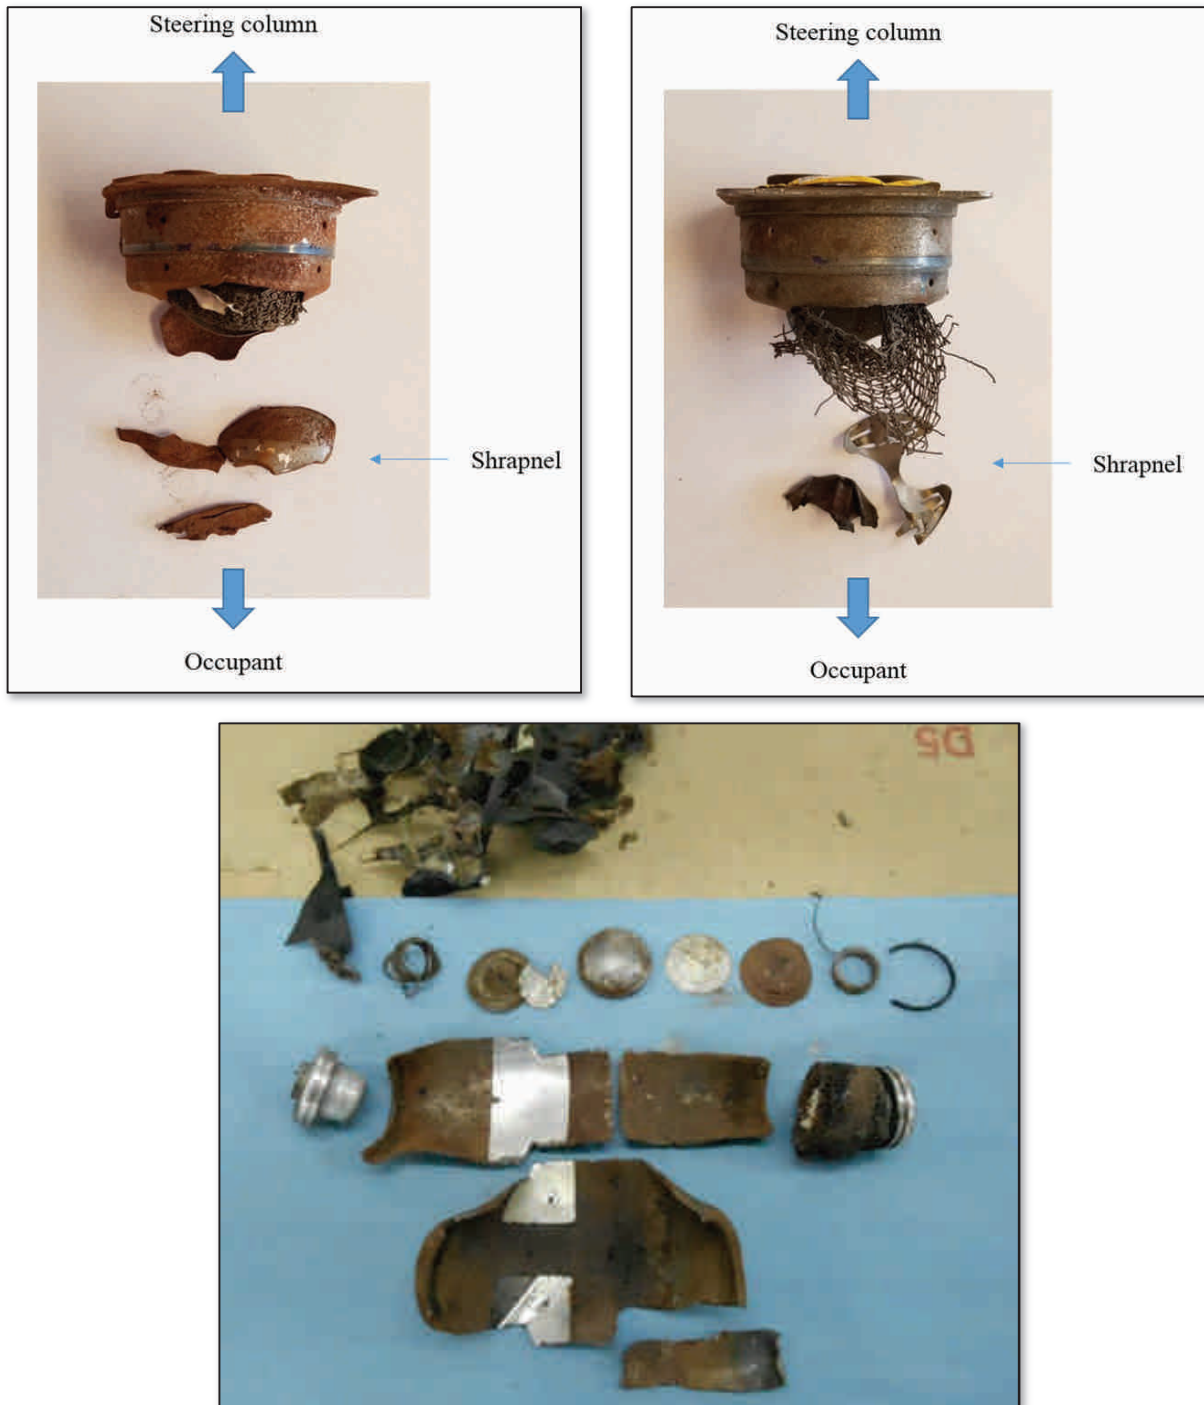 Steering column
Shrapnel
Occupant
Steering column
Shrapnel
Occupant
D5